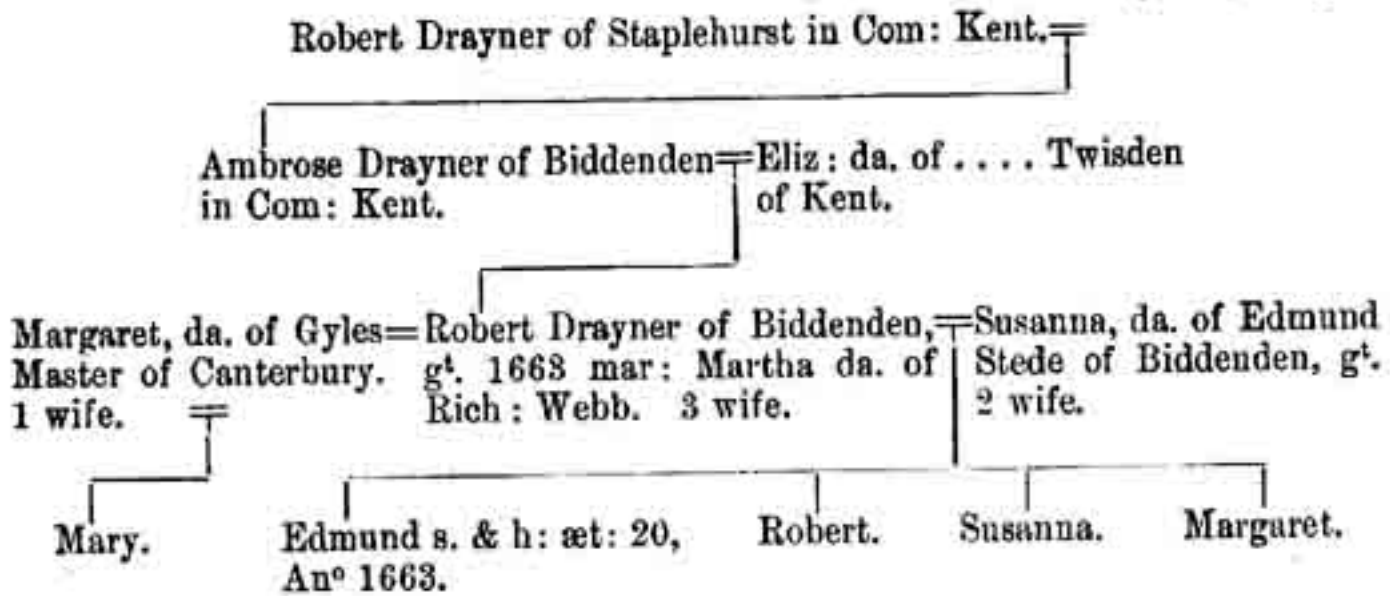 Robert Drayner of Staplehurst in Com: Kent.
Ambrose Drayner of Biddenden
in Com: Kent.
Eliz: da. of .... Twisden
of Kent.
Margaret, da. of Gyles
Master of Canterbury.
1 wife.
Robert Drayner of Biddenden,
gᵗ. 1663 mar: Martha da. of
Rich: Webb. 3 wife.
Susanna, da. of Edmund
Stede of Biddenden, gᵗ.
2 wife.
Mary.
Edmund s. & h: æt: 20,
Anº 1663.
Robert.
Susanna.
Margaret.